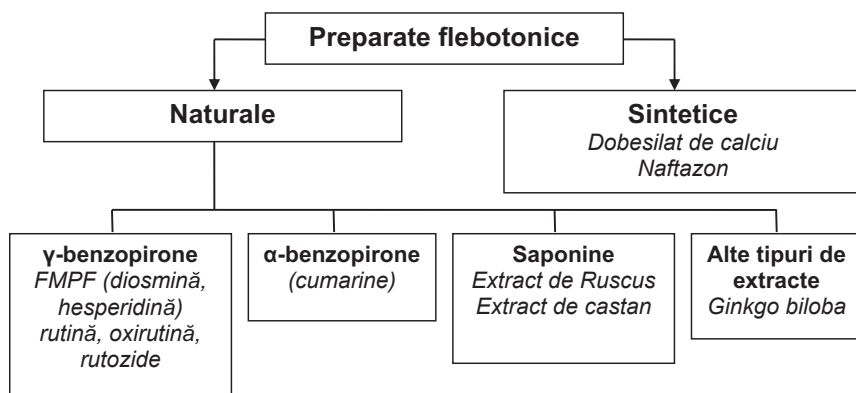 Preparate flebotonice
Naturale
Sintetice
Dobesilat de calciu
Naftazon
γ-benzopirone
FMPF (diosmină,
hesperidină)
rutină, oxirutină,
rutozide
α-benzopirone
(cumarine)
Saponine
Extract de Ruscus
Extract de castan
Alte tipuri de
extracte
Ginkgo biloba